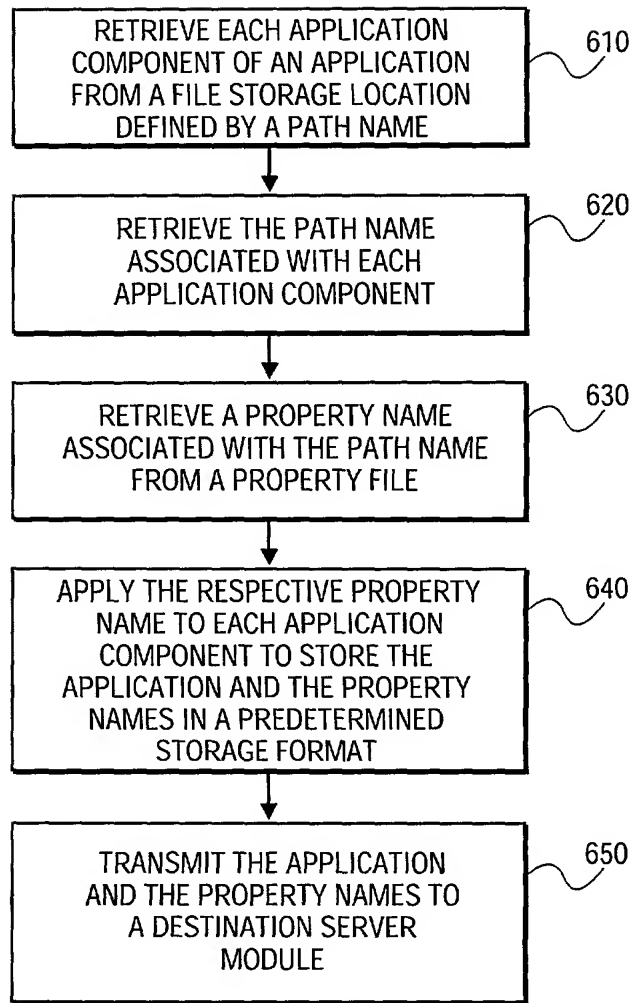 RETRIEVE EACH APPLICATION
COMPONENT OF AN APPLICATION
FROM A FILE STORAGE LOCATION
DEFINED BY A PATH NAME
610
RETRIEVE THE PATH NAME
ASSOCIATED WITH EACH
APPLICATION COMPONENT
620
RETRIEVE A PROPERTY NAME
ASSOCIATED WITH THE PATH NAME
FROM A PROPERTY FILE
630
APPLY THE RESPECTIVE PROPERTY
NAME TO EACH APPLICATION
COMPONENT TO STORE THE
APPLICATION AND THE PROPERTY
NAMES IN A PREDETERMINED
STORAGE FORMAT
640
TRANSMIT THE APPLICATION
AND THE PROPERTY NAMES TO
A DESTINATION SERVER
MODULE
650